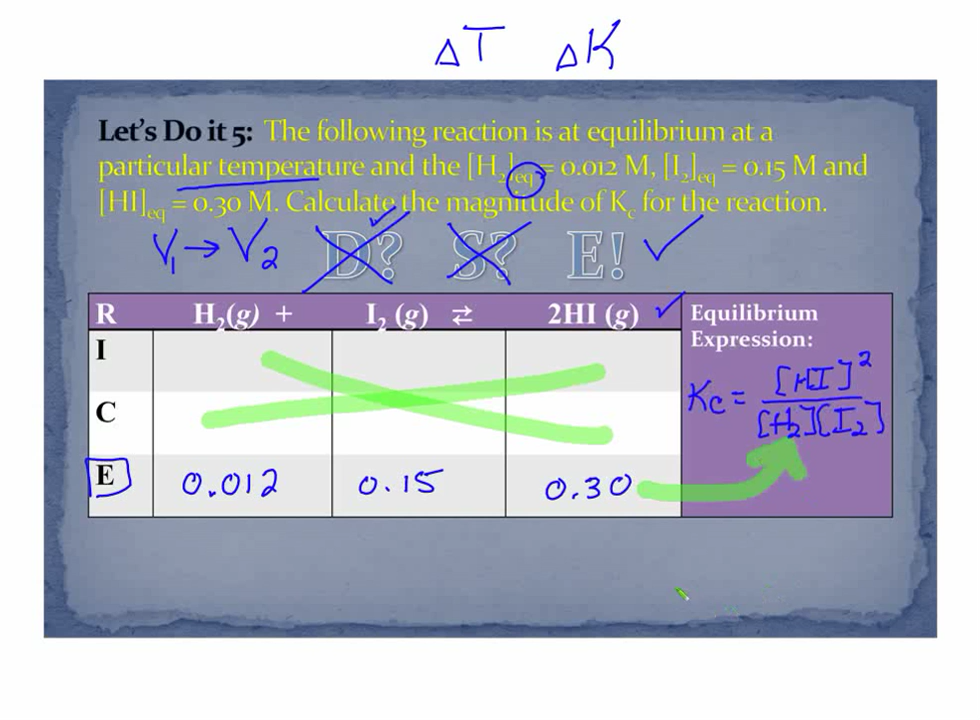 ΔT ΔK
Let's Do it 5: The following reaction is at equilibrium at a
particular temperature and the [H₂]eq = 0.012 M, [I₂]eq = 0.15 M and
[HI]eq = 0.30 M. Calculate the magnitude of Kc for the reaction.
V₁ → V₂ D? S? E! ✓
R H₂(g) + I₂ (g) ⇄ 2HI (g) ✓ Equilibrium
Expression:
I
Kc = [HI]² / [H₂][I₂]
C
E 0.012 0.15 0.30